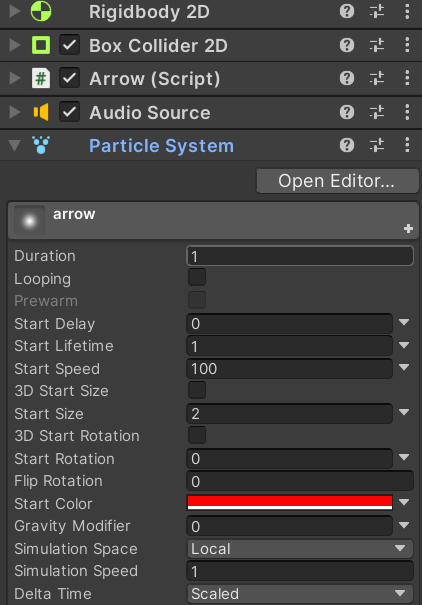 Rigidbody 2D
Box Collider 2D
# Arrow (Script)
Audio Source
Particle System
Open Editor...
arrow
Duration 1
Looping
Prewarm
Start Delay 0
Start Lifetime 1
Start Speed 100
3D Start Size
Start Size 2
3D Start Rotation
Start Rotation 0
Flip Rotation 0
Start Color
Gravity Modifier 0
Simulation Space Local
Simulation Speed 1
Delta Time Scaled